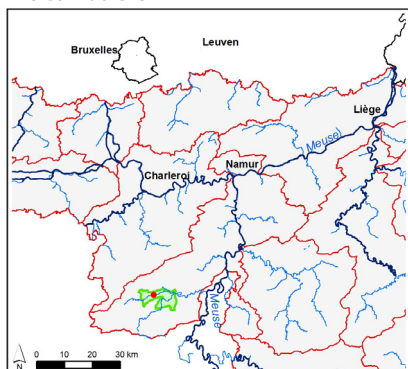 Bruxelles
Leuven
Liège
Meuse
Namur
Charleroi
Meuse
N
0 10 20 30 km